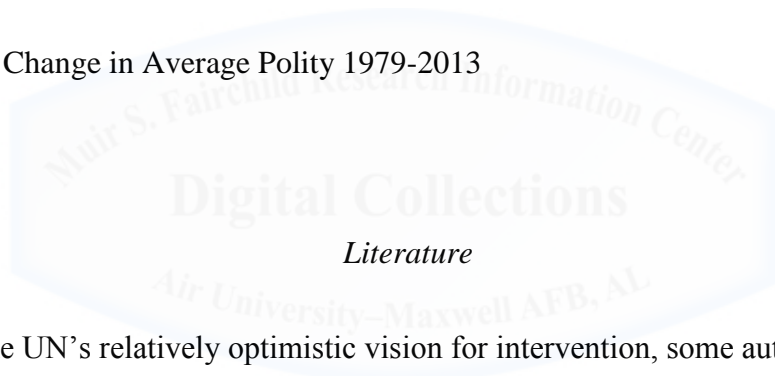 Change in Average Polity 1979-2013
Muir S. Fairchild Research Information Center
Digital Collections
Literature
Air University–Maxwell AFB, AL
e UN’s relatively optimistic vision for intervention, some aut